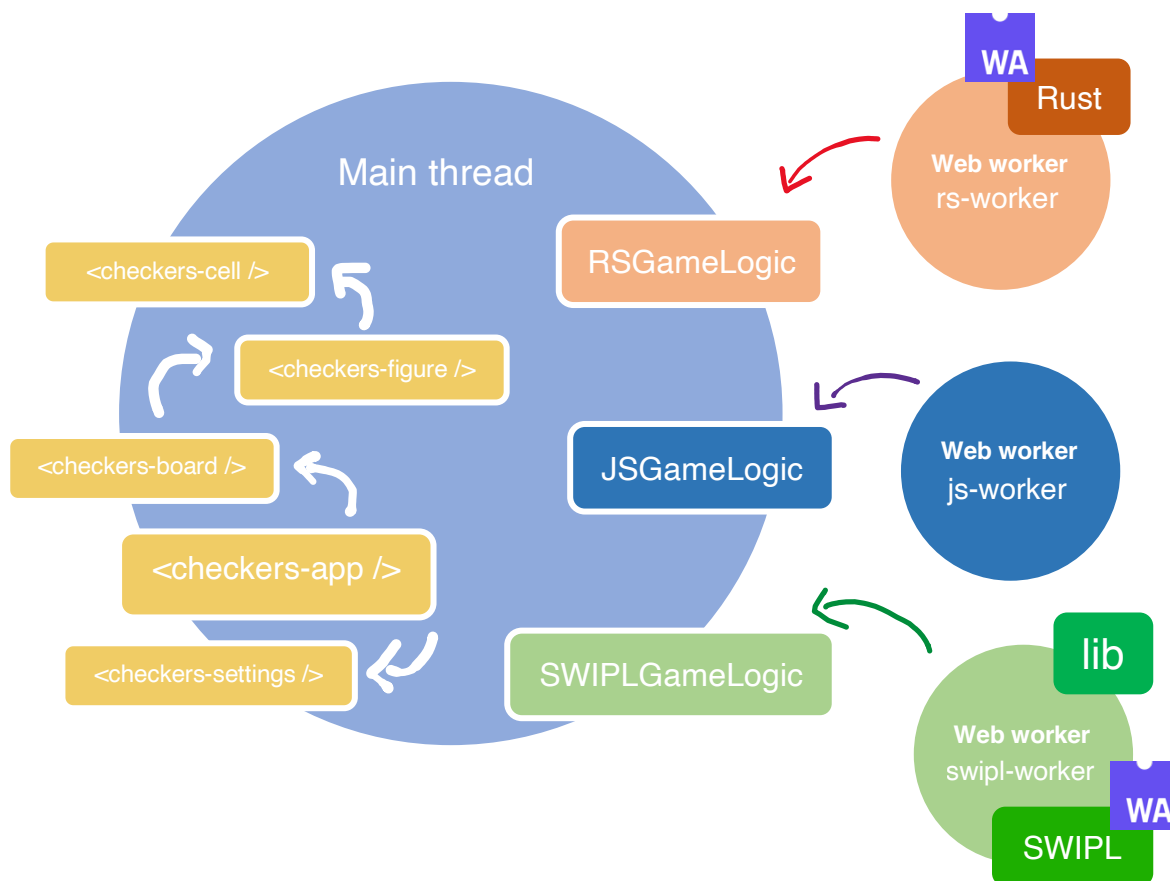 WA
Rust
Web worker
rs-worker
Main thread
RSGameLogic
<checkers-cell />
<checkers-figure />
<checkers-board />
JSGameLogic
Web worker
js-worker
<checkers-app />
<checkers-settings />
SWIPLGameLogic
lib
Web worker
swipl-worker
WA
SWIPL